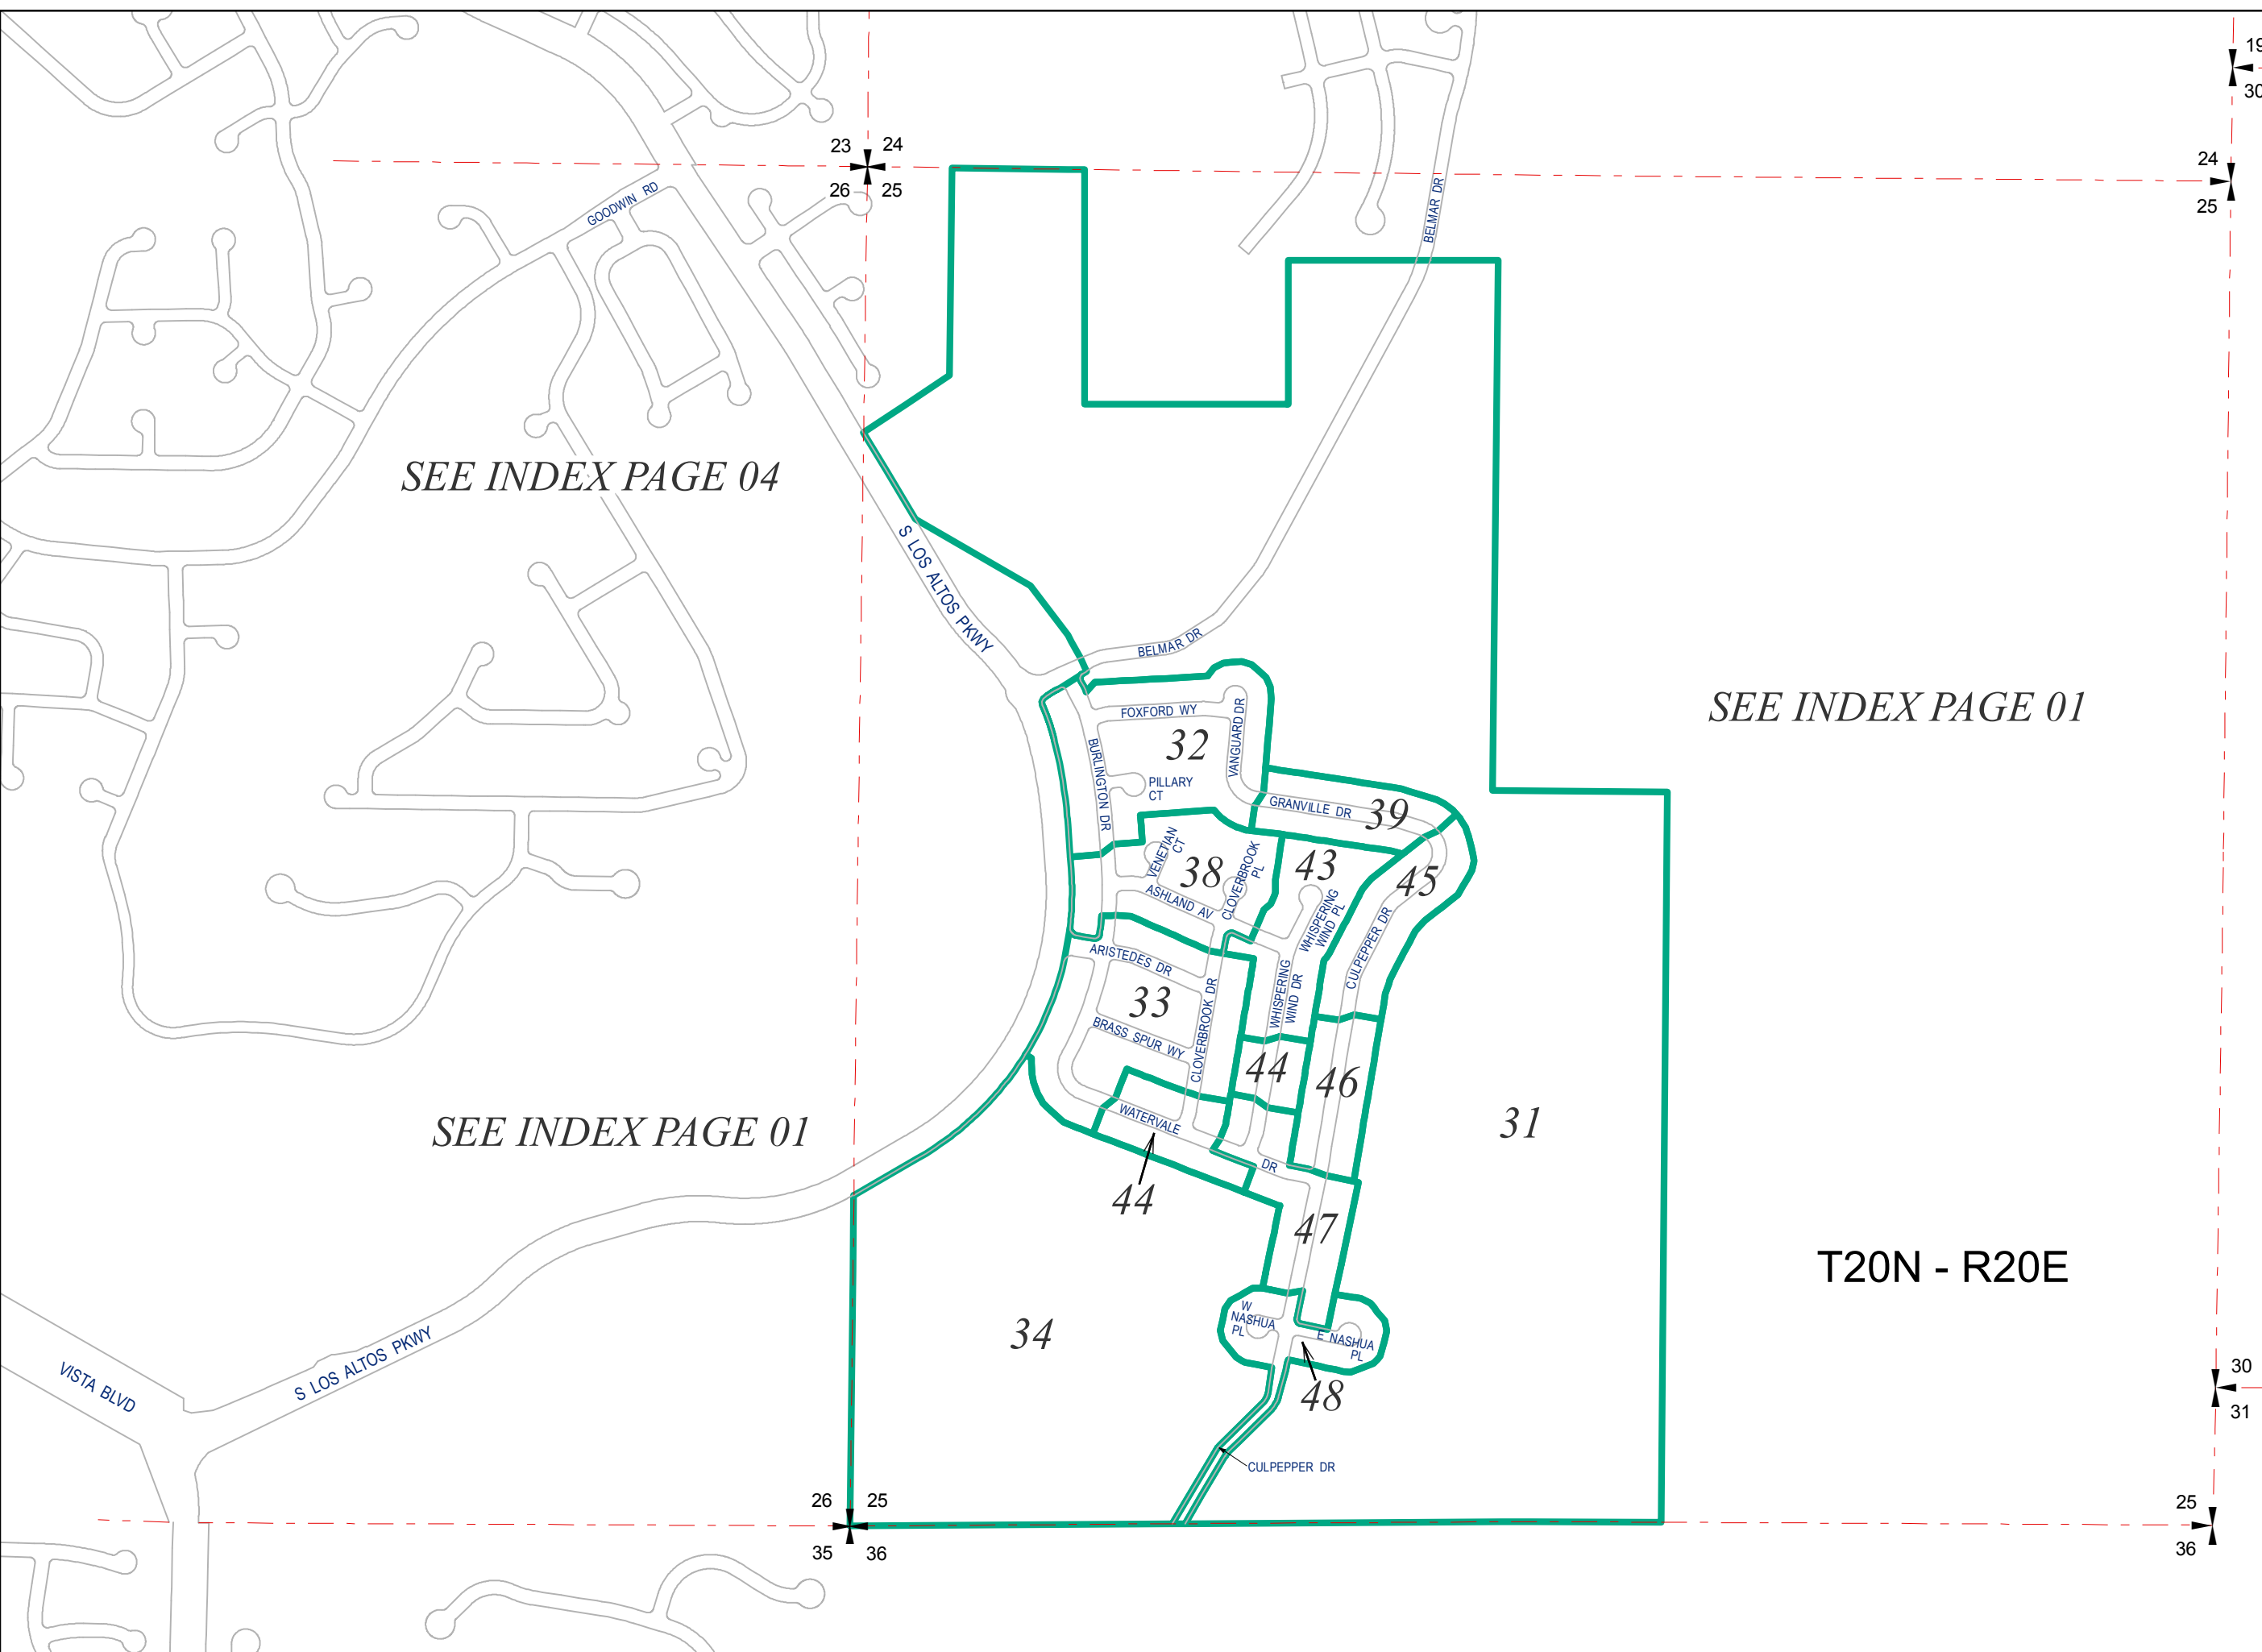 19
30
23
24
26
25
24
25
GOODWIN RD
BELMAR DR
SEE INDEX PAGE 04
S LOS ALTOS PKWY
BELMAR DR
SEE INDEX PAGE 01
FOXFORD WY
VANGUARD DR
32
BURLINGTON DR
PILLARY
CT
GRANVILLE DR
39
VENETIAN
CT
38
CLOVERBROOK
PL
43
45
ASHLAND AV
WHISPERING
WIND PL
CULPEPPER DR
ARISTEDES DR
WHISPERING
WIND DR
33
CLOVERBROOK DR
BRASS SPUR WY
44
46
WATERVALE
DR
31
SEE INDEX PAGE 01
44
47
T20N - R20E
W
NASHUA
PL
E NASHUA
PL
34
48
VISTA BLVD
S LOS ALTOS PKWY
30
31
CULPEPPER DR
26
25
35
36
25
36